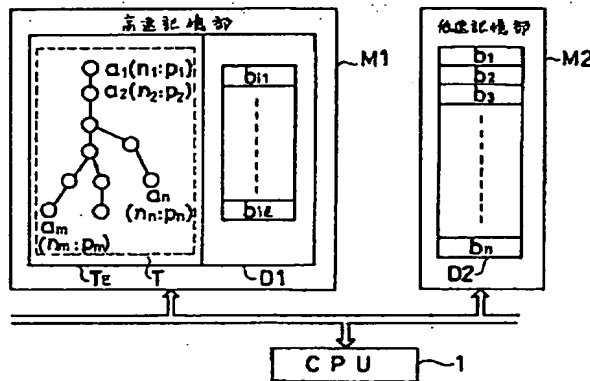 高速記憶部
M1
a1(n1:p1)
a2(n2:p2)
an
(nn:pn)
am
(nm:pm)
TE
T
bi1
biℓ
D1
低速記憶部
M2
b1
b2
b3
bn
D2
CPU
1